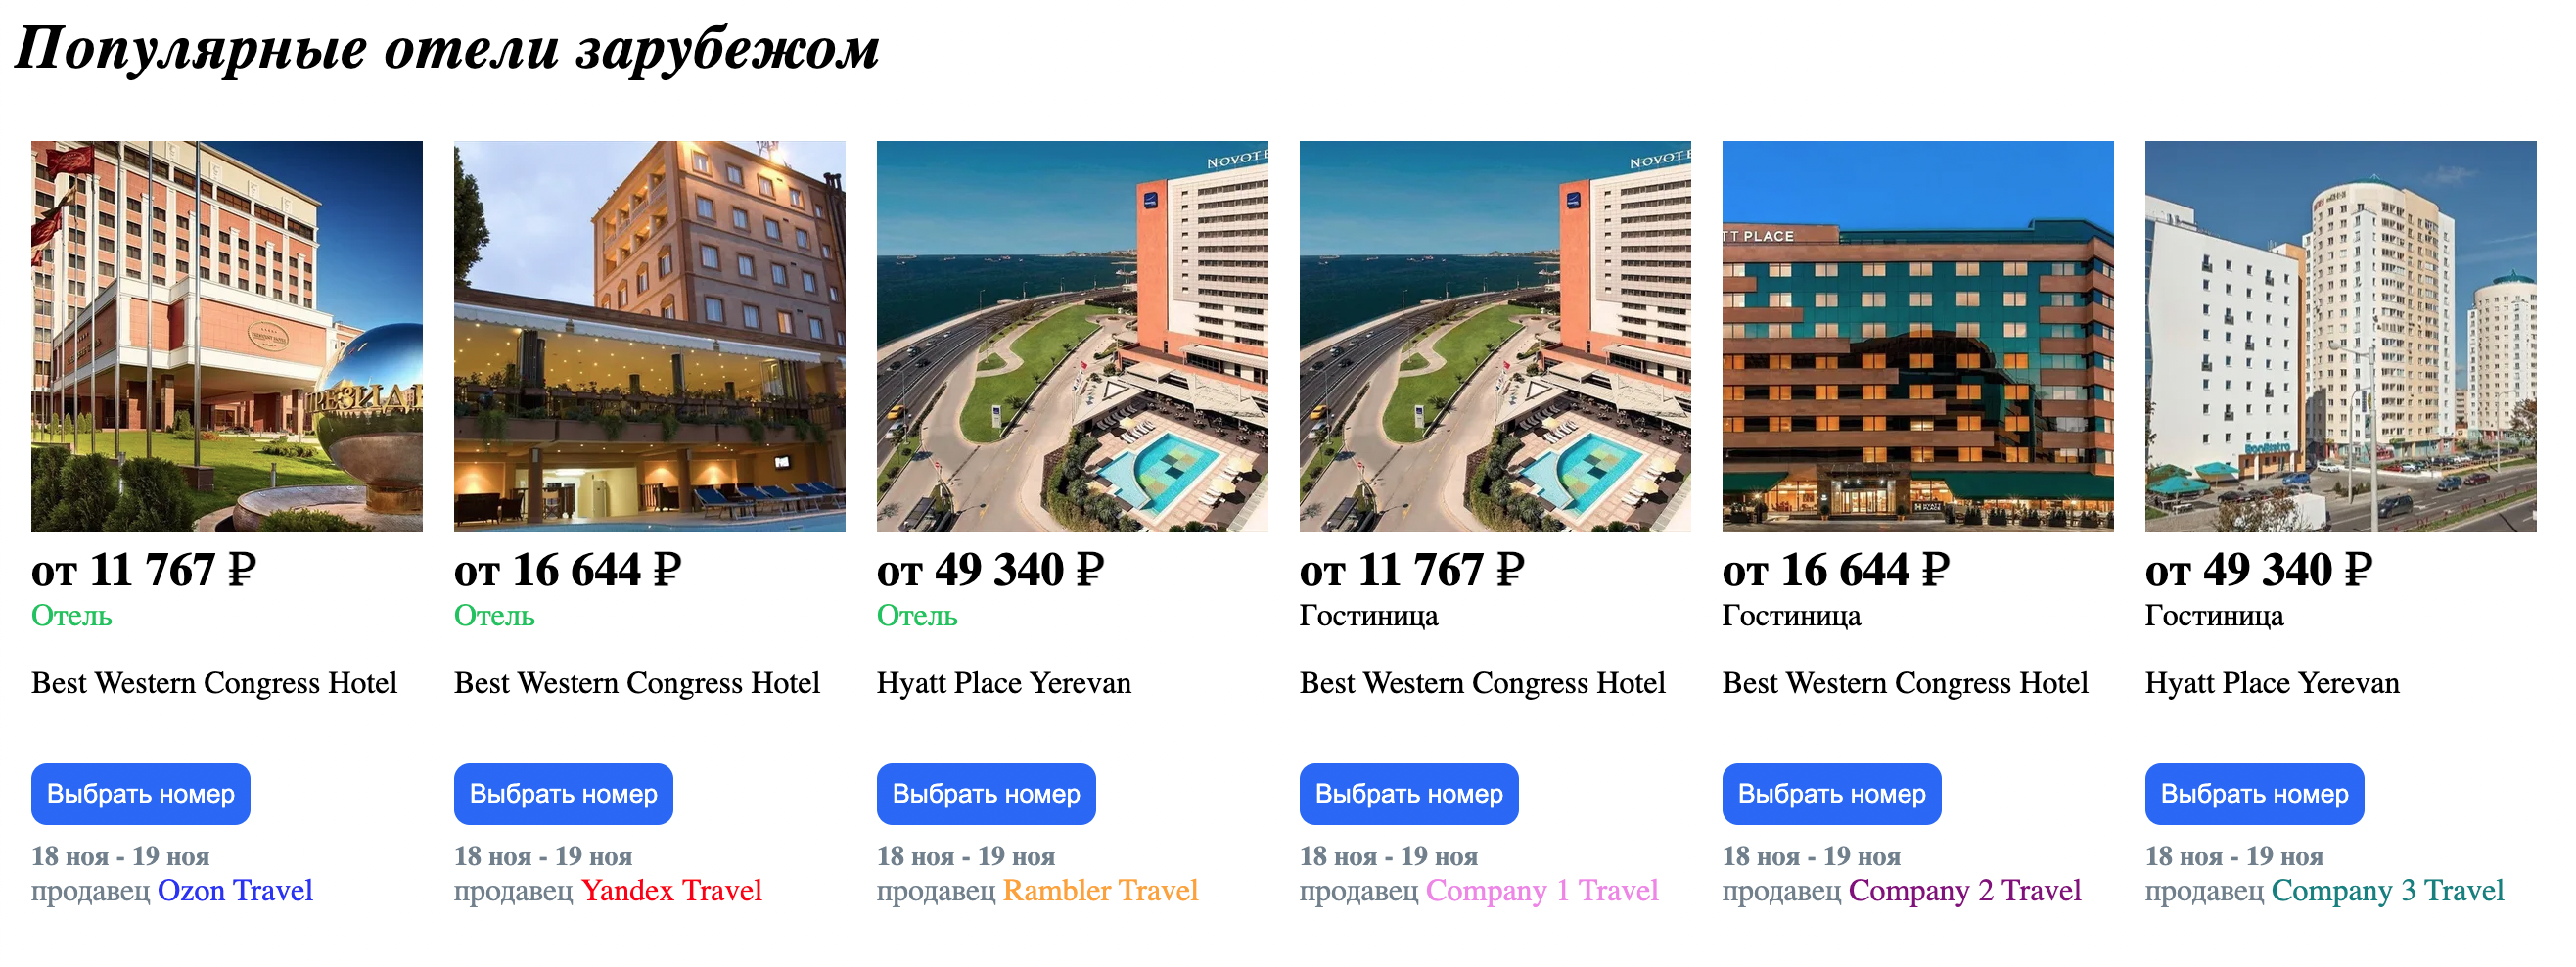 Популярные отели зарубежом
NOVOTE
NOVOTE
TT PLACE
от 11 767 ₽
Отель
Best Western Congress Hotel
Выбрать номер
18 ноя - 19 ноя
продавец Ozon Travel
от 16 644 ₽
Отель
Best Western Congress Hotel
Выбрать номер
18 ноя - 19 ноя
продавец Yandex Travel
от 49 340 ₽
Отель
Hyatt Place Yerevan
Выбрать номер
18 ноя - 19 ноя
продавец Rambler Travel
от 11 767 ₽
Гостиница
Best Western Congress Hotel
Выбрать номер
18 ноя - 19 ноя
продавец Company 1 Travel
от 16 644 ₽
Гостиница
Best Western Congress Hotel
Выбрать номер
18 ноя - 19 ноя
продавец Company 2 Travel
от 49 340 ₽
Гостиница
Hyatt Place Yerevan
Выбрать номер
18 ноя - 19 ноя
продавец Company 3 Travel